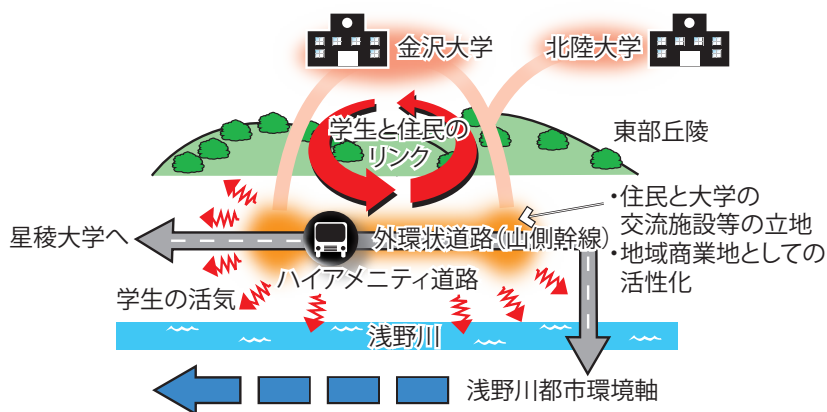 金沢大学
北陸大学
学生と住民の
リンク
東部丘陵
・住民と大学の
交流施設等の立地
・地域商業地としての
活性化
星稜大学へ
外環状道路（山側幹線）
ハイアメニティ道路
学生の活気
浅野川
浅野川都市環境軸